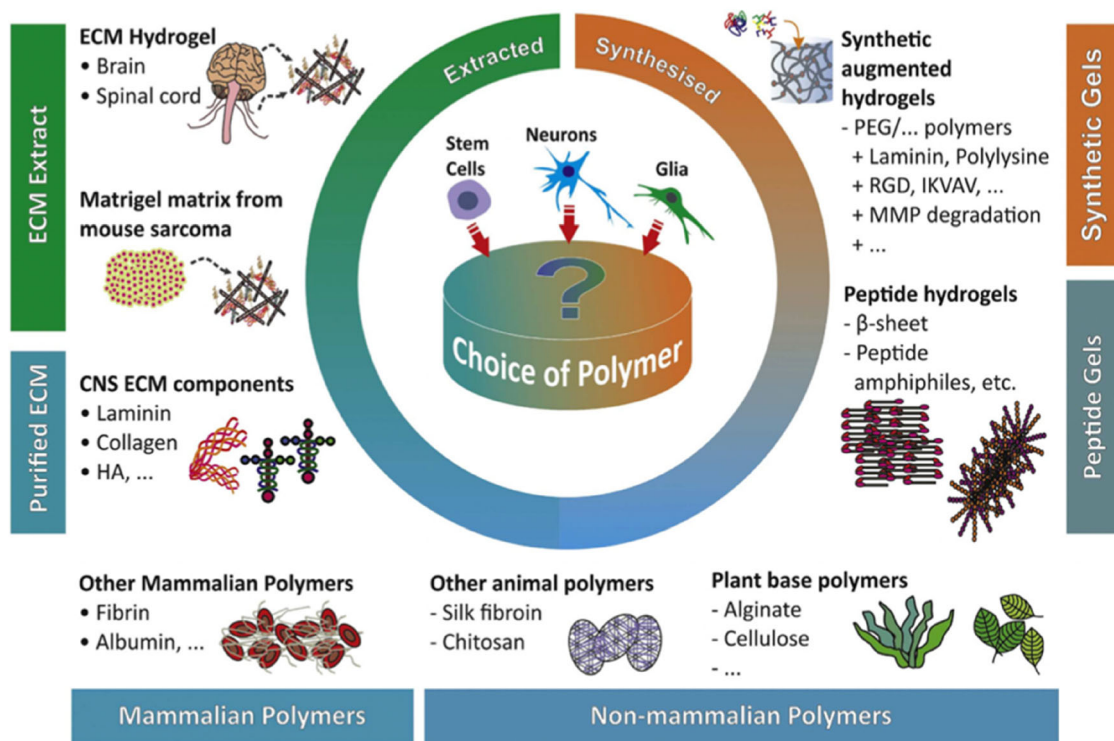 ECM Extract
ECM Hydrogel
• Brain
• Spinal cord
Matrigel matrix from
mouse sarcoma
Purified ECM
CNS ECM components
• Laminin
• Collagen
• HA, ...
Extracted
Synthesised
Stem
Cells
Neurons
Glia
?
Choice of Polymer
Synthetic
augmented
hydrogels
- PEG/... polymers
+ Laminin, Polylysine
+ RGD, IKVAV, ...
+ MMP degradation
+ ...
Synthetic Gels
Peptide hydrogels
- β-sheet
- Peptide
amphiphiles, etc.
Peptide Gels
Other Mammalian Polymers
• Fibrin
• Albumin, ...
Mammalian Polymers
Other animal polymers
- Silk fibroin
- Chitosan
Plant base polymers
- Alginate
- Cellulose
- ...
Non-mammalian Polymers